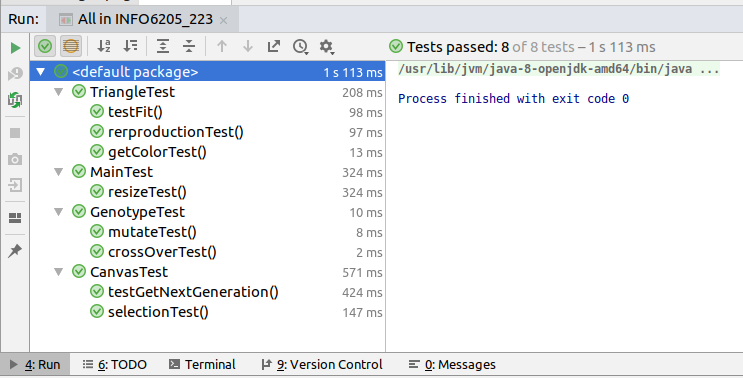 Run: All in INFO6205_223
Tests passed: 8 of 8 tests – 1 s 113 ms
<default package> 1 s 113 ms
TriangleTest 208 ms
testFit() 98 ms
rerproductionTest() 97 ms
getColorTest() 13 ms
MainTest 324 ms
resizeTest() 324 ms
GenotypeTest 10 ms
mutateTest() 8 ms
crossOverTest() 2 ms
CanvasTest 571 ms
testGetNextGeneration() 424 ms
selectionTest() 147 ms
/usr/lib/jvm/java-8-openjdk-amd64/bin/java ...
Process finished with exit code 0
4: Run 6: TODO Terminal 9: Version Control 0: Messages